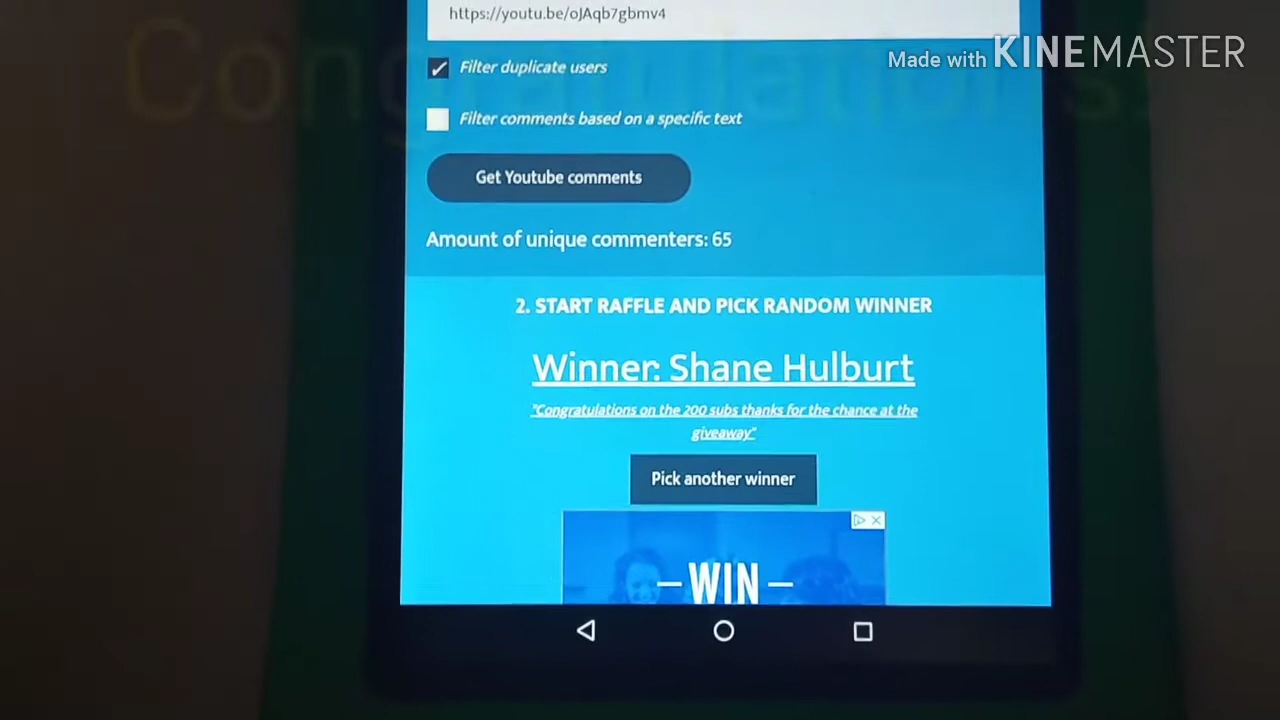 https://youtu.be/oJAqb7gbmv4
Made with KINEMASTER
Filter duplicate users
Congratulations!
Filter comments based on a specific text
Get Youtube comments
Amount of unique commenters: 65
2. START RAFFLE AND PICK RANDOM WINNER
Winner: Shane Hulburt
"Congratulations on the 200 subs thanks for the chance at the
giveaway"
Pick another winner
WIN